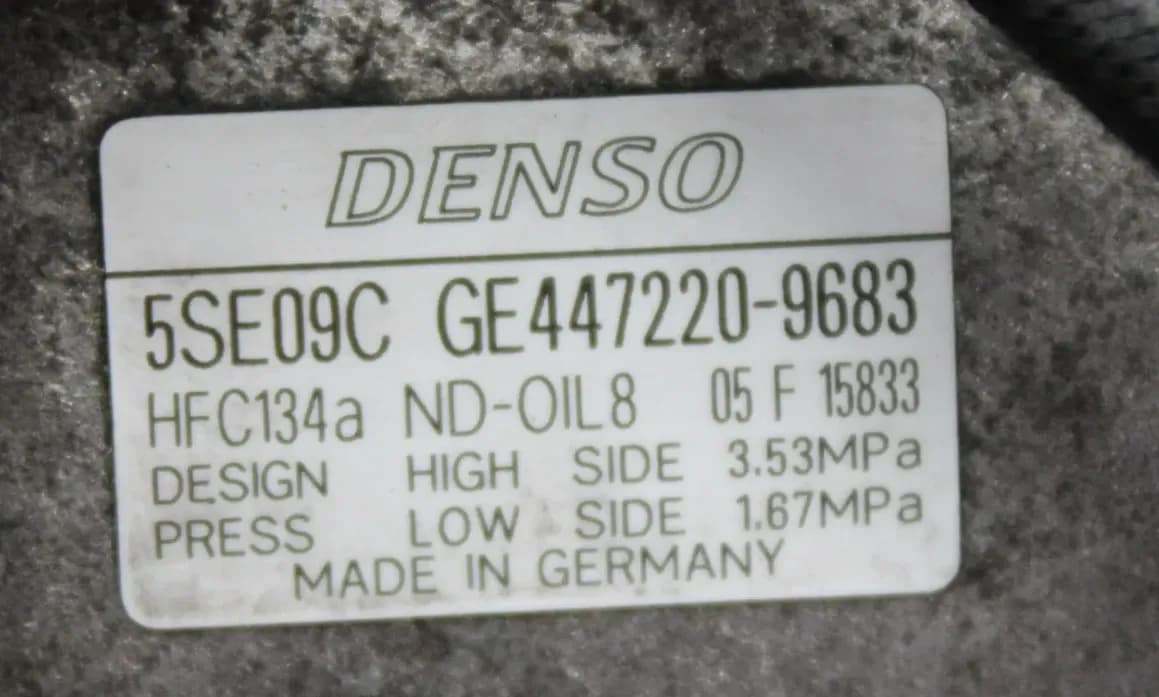 DENSO
5SE09C GE447220-9683
HFC134a ND-OIL8 05 F 15833
DESIGN HIGH SIDE 3.53MPa
PRESS LOW SIDE 1.67MPa
MADE IN GERMANY